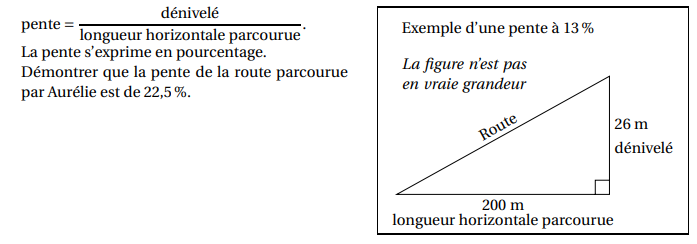 pente = dénivelé / longueur horizontale parcourue.
La pente s'exprime en pourcentage.
Démontrer que la pente de la route parcourue
par Aurélie est de 22,5 %.
Exemple d'une pente à 13 %
La figure n'est pas
en vraie grandeur
Route
26 m
dénivelé
200 m
longueur horizontale parcourue